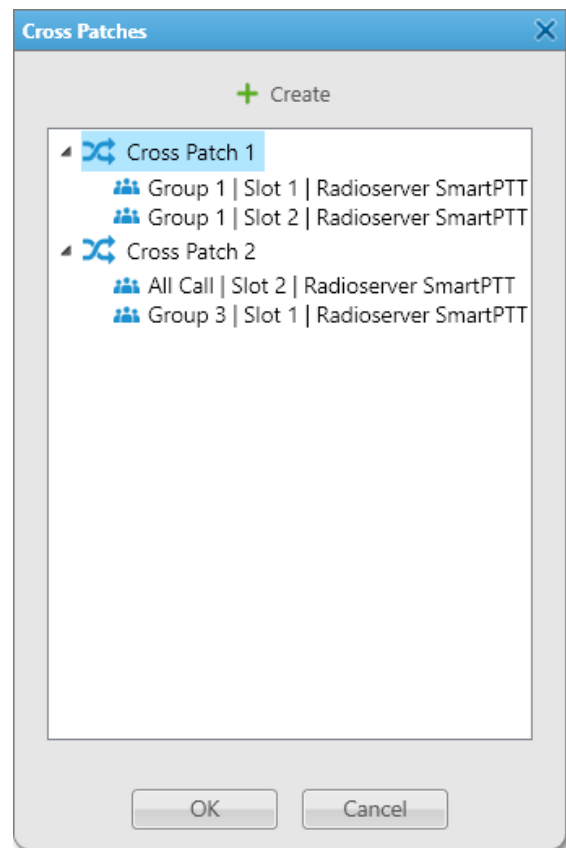 Cross Patches
Create
Cross Patch 1
Group 1 | Slot 1 | Radioserver SmartPTT
Group 1 | Slot 2 | Radioserver SmartPTT
Cross Patch 2
All Call | Slot 2 | Radioserver SmartPTT
Group 3 | Slot 1 | Radioserver SmartPTT
OK Cancel